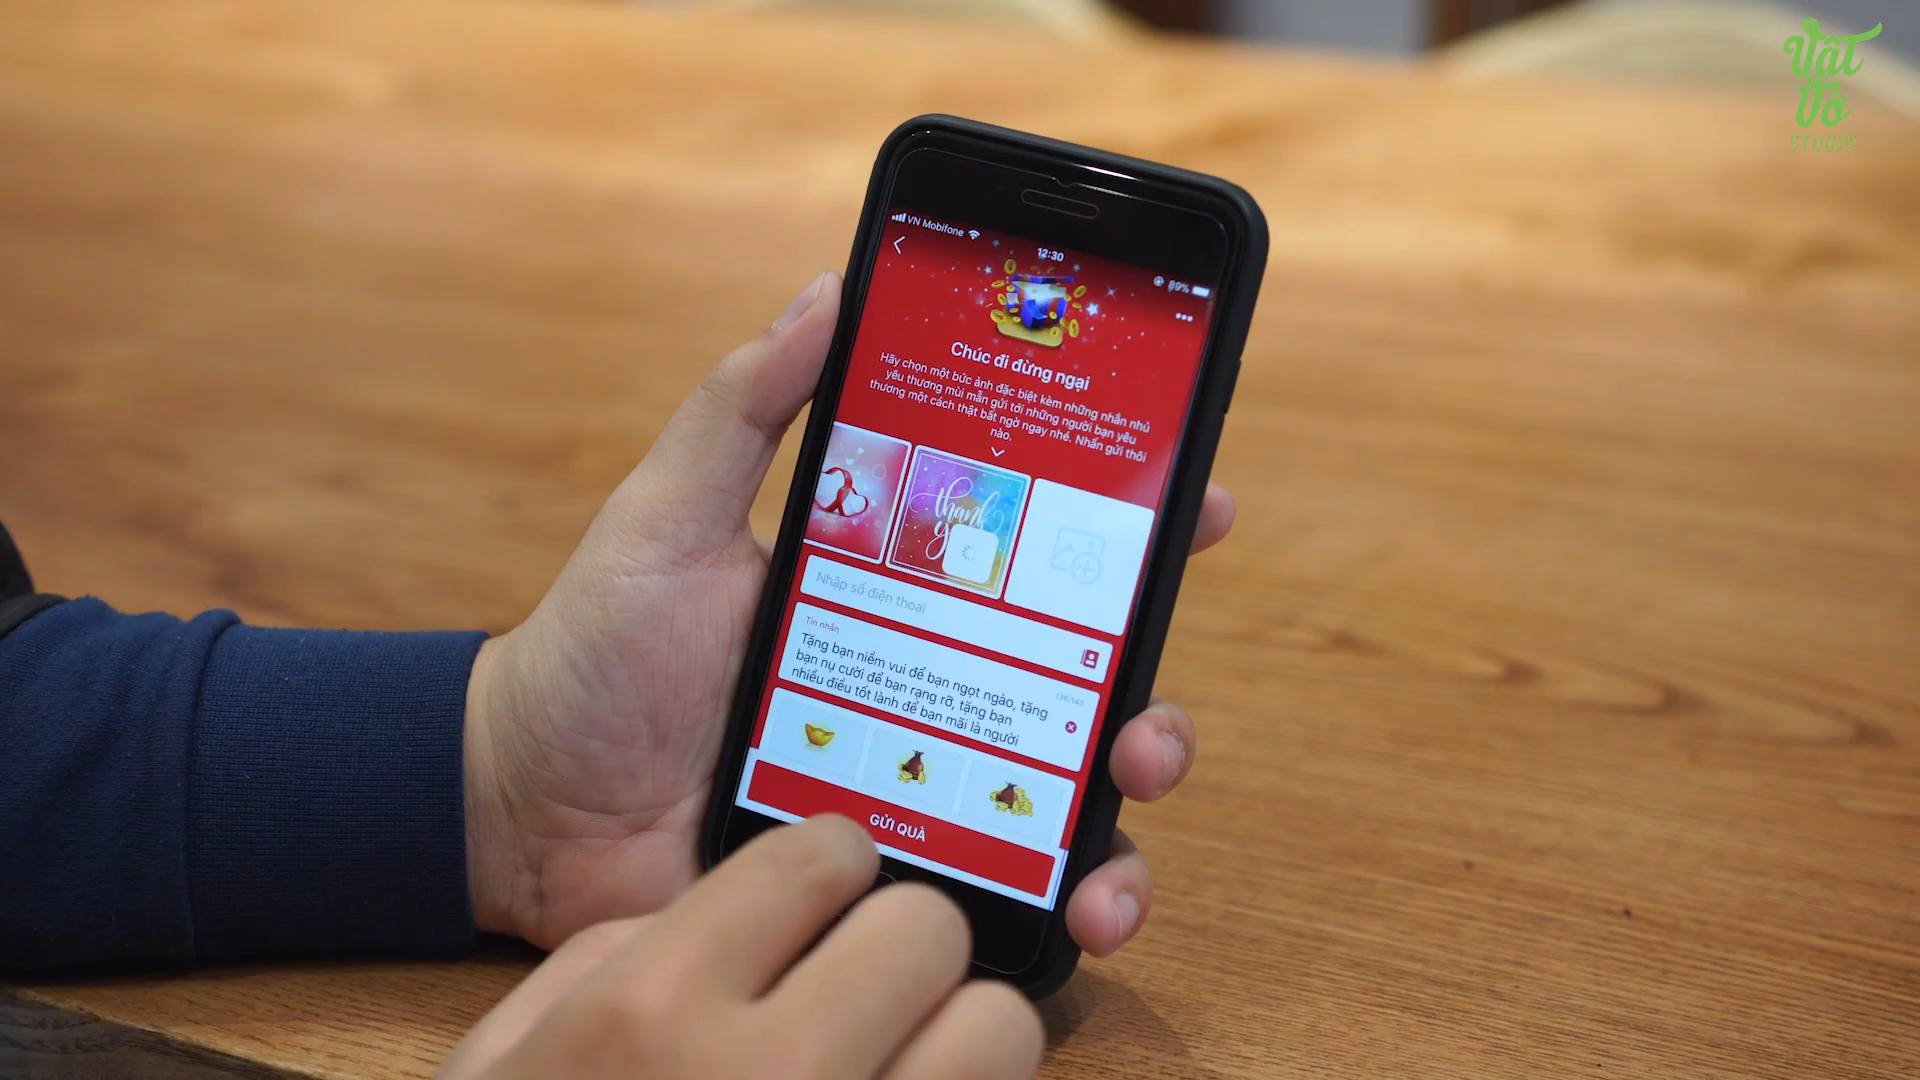 Vật
Vờ
STUDIO
VN Mobifone
12:30
89%
Chúc đi đừng ngại
Hãy chọn một bức ảnh đặc biệt kèm những nhắn nhủ
yêu thương mùi mẫn gửi tới những người bạn yêu
thương một cách thật bất ngờ ngay nhé. Nhấn gửi thôi
nào.
thank
y
Nhập số điện thoại
Tin nhắn
136/140
Tặng bạn niềm vui để bạn ngọt ngào, tặng
bạn nụ cười để bạn rạng rỡ, tặng bạn
nhiều điều tốt lành để bạn mãi là người
GỬI QUÀ